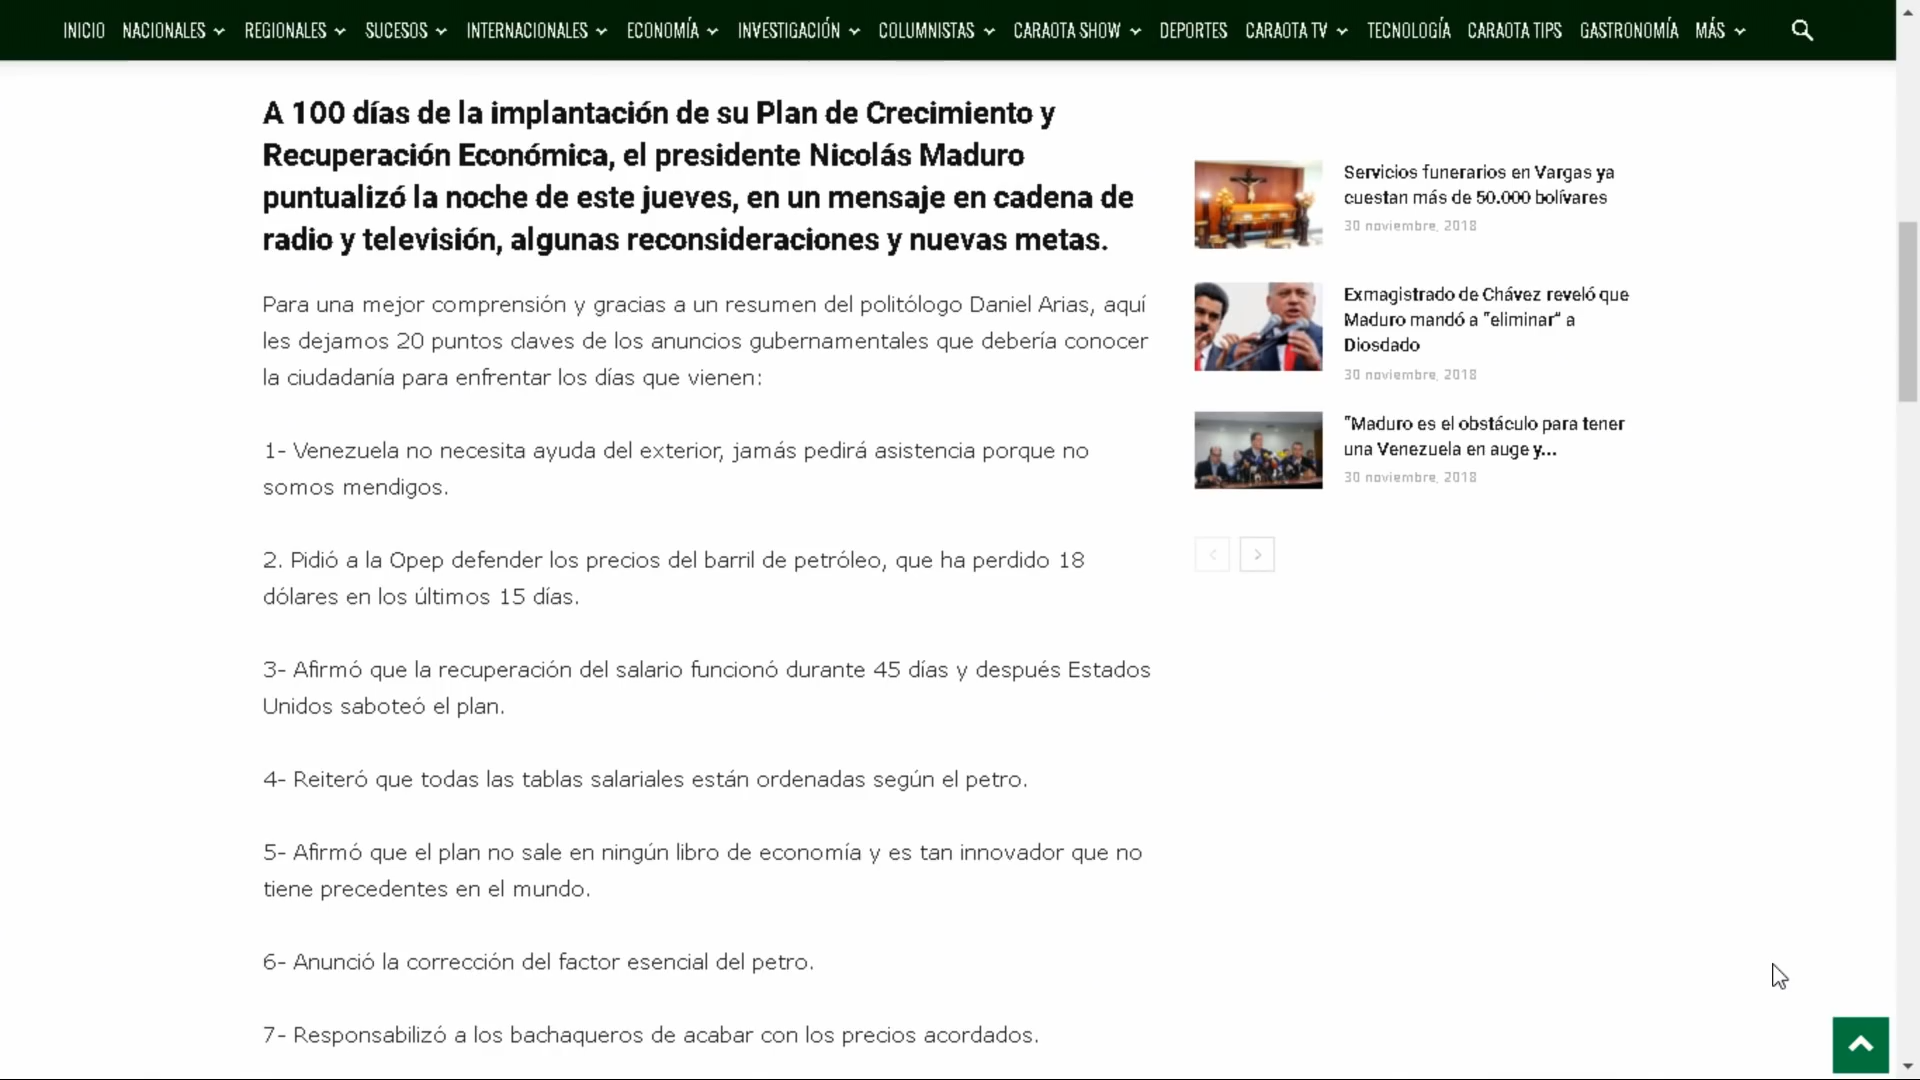 INICIO NACIONALES REGIONALES SUCESOS INTERNACIONALES ECONOMÍA INVESTIGACIÓN COLUMNISTAS CARAOTA SHOW DEPORTES CARAOTA TV TECNOLOGÍA CARAOTA TIPS GASTRONOMÍA MÁS
A 100 días de la implantación de su Plan de Crecimiento y
Recuperación Económica, el presidente Nicolás Maduro
puntualizó la noche de este jueves, en un mensaje en cadena de
radio y televisión, algunas reconsideraciones y nuevas metas.
Para una mejor comprensión y gracias a un resumen del politólogo Daniel Arias, aquí
les dejamos 20 puntos claves de los anuncios gubernamentales que debería conocer
la ciudadanía para enfrentar los días que vienen:
1- Venezuela no necesita ayuda del exterior, jamás pedirá asistencia porque no
somos mendigos.
2. Pidió a la Opep defender los precios del barril de petróleo, que ha perdido 18
dólares en los últimos 15 días.
3- Afirmó que la recuperación del salario funcionó durante 45 días y después Estados
Unidos saboteó el plan.
4- Reiteró que todas las tablas salariales están ordenadas según el petro.
5- Afirmó que el plan no sale en ningún libro de economía y es tan innovador que no
tiene precedentes en el mundo.
6- Anunció la corrección del factor esencial del petro.
7- Responsabilizó a los bachaqueros de acabar con los precios acordados.
Servicios funerarios en Vargas ya
cuestan más de 50.000 bolívares
30 noviembre, 2018
Exmagistrado de Chávez reveló que
Maduro mandó a "eliminar" a
Diosdado
30 noviembre, 2018
"Maduro es el obstáculo para tener
una Venezuela en auge y...
30 noviembre, 2018